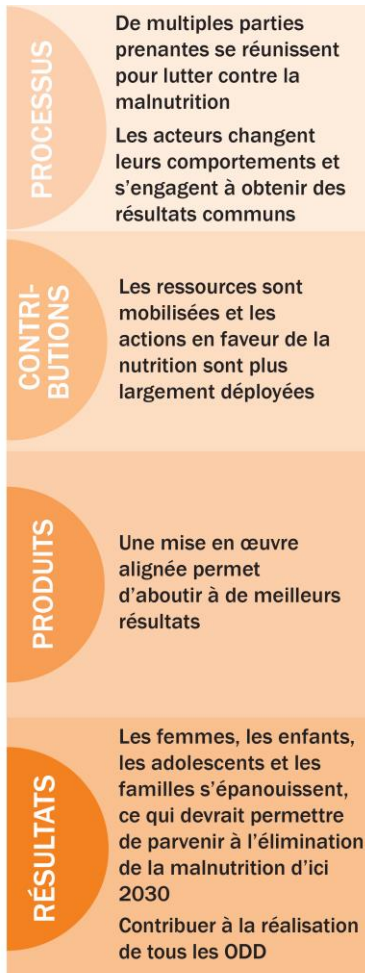 PROCESSUS
De multiples parties
prenantes se réunissent
pour lutter contre la
malnutrition
Les acteurs changent
leurs comportements et
s'engagent à obtenir des
résultats communs
CONTRI-
BUTIONS
Les ressources sont
mobilisées et les
actions en faveur de la
nutrition sont plus
largement déployées
PRODUITS
Une mise en œuvre
alignée permet
d'aboutir à de meilleurs
résultats
RÉSULTATS
Les femmes, les enfants,
les adolescents et les
familles s'épanouissent,
ce qui devrait permettre
de parvenir à l'élimination
de la malnutrition d'ici
2030
Contribuer à la réalisation
de tous les ODD